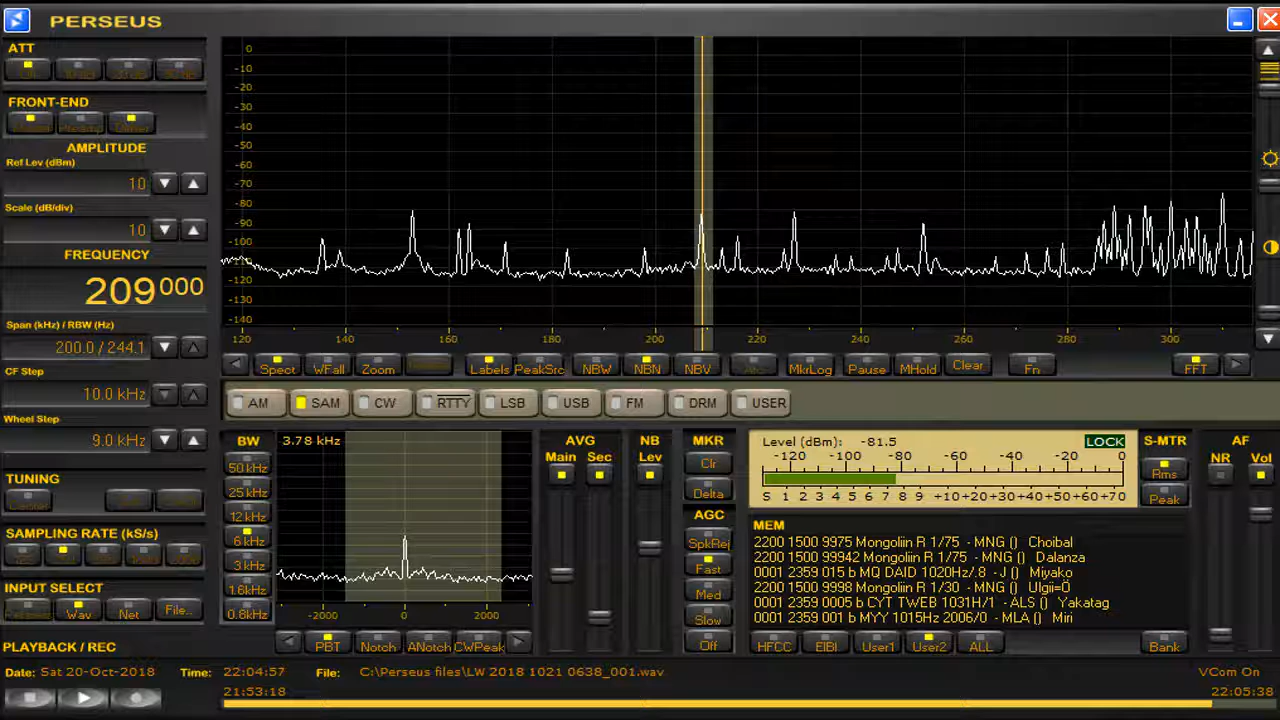 PERSEUS
ATT
FRONT-END
AMPLITUDE
Ref Lev (dBm)
10
Scale (dB/div)
10
FREQUENCY
209000
Span (kHz) / RBW (Hz)
200.0 / 244.1
CF Step
10.0 kHz
Wheel Step
9.0 kHz
TUNING
SAMPLING RATE (kS/s)
INPUT SELECT
Wav Net File..
PLAYBACK / REC
0
-10
-20
-30
-40
-50
-60
-70
-80
-90
-100
-110
-120
-130
-140
120 140 160 180 200 220 240 260 280 300
Spect WFall Zoom Labels PeakSrc NBW NBN NBV MkrLog Pause MHold Clear Fn FFT
AM SAM CW RTTY LSB USB FM DRM USER
BW
50 kHz
25 kHz
12 kHz
6 kHz
3 kHz
1.6kHz
0.8kHz
3.78 kHz
-2000 0 2000
PBT Notch ANotch CWPeak
AVG
Main Sec
NB
Lev
MKR
Clr
Delta
AGC
SpkRej
Fast
Med
Slow
Off
Level (dBm): -81.5 LOCK
-120 -100 -80 -60 -40 -20 0
S 1 2 3 4 5 6 7 8 9 +10+20+30+40+50+60+70
S-MTR
Rms
Peak
AF
NR Vol
MEM
2200 1500 9975 Mongoliin R 1/75 - MNG () Choibal
2200 1500 99942 Mongoliin R 1/75 - MNG () Dalanza
0001 2359 015 b MQ DAID 1020Hz/.8 - J () Miyako
2200 1500 9998 Mongoliin R 1/30 - MNG () Ulgii=Ö
0001 2359 0005 b CYT TWEB 1031H/1 - ALS () Yakatag
0001 2359 001 b MYY 1015Hz 2006/0 - MLA () Miri
HFCC EIBI User1 User2 ALL Bank
Date: Sat 20-Oct-2018 Time: 22:04:57 File: C:\Perseus files\LW 2018 1021 0638_001.wav VCom On
21:53:18 22:05:38